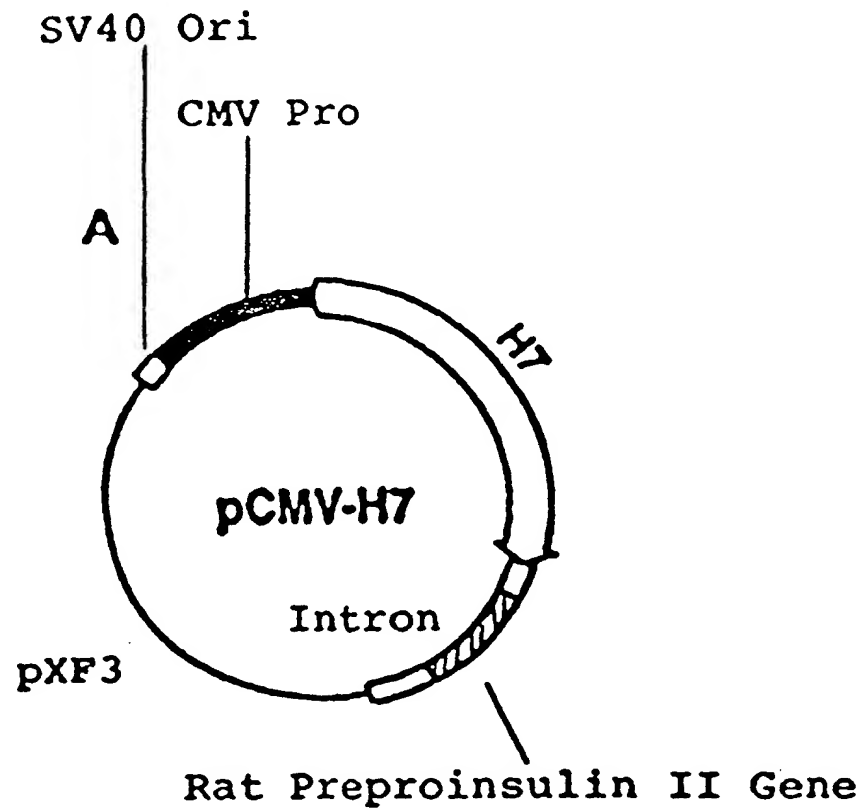 SV40 Ori
CMV Pro
A
H7
pCMV-H7
Intron
pXF3
Rat Preproinsulin II Gene